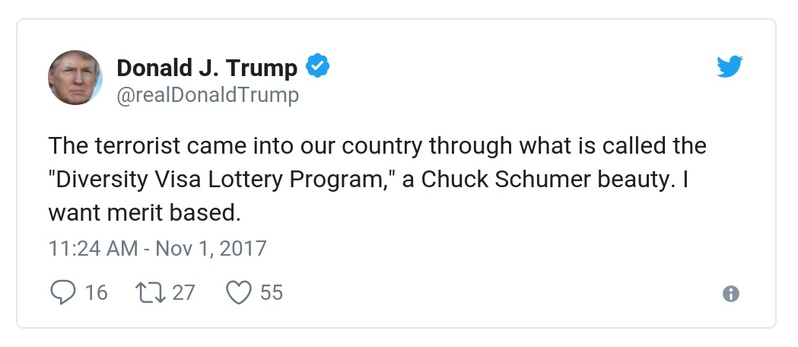 Donald J. Trump
@realDonaldTrump
The terrorist came into our country through what is called the
"Diversity Visa Lottery Program," a Chuck Schumer beauty. I
want merit based.
11:24 AM - Nov 1, 2017
16 27 55